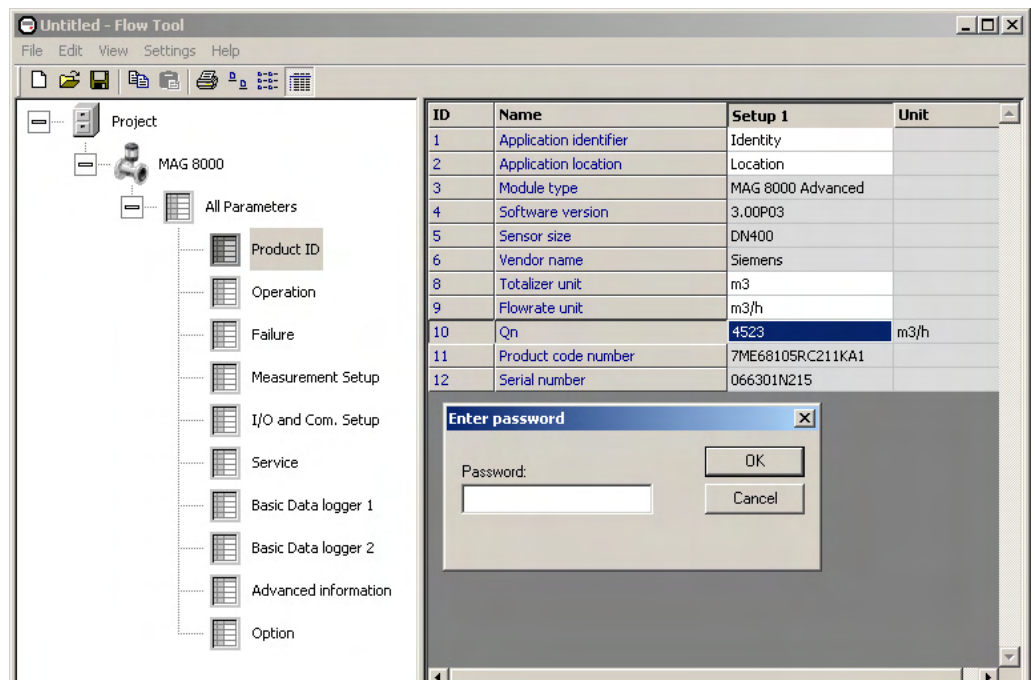 Untitled - Flow Tool
File Edit View Settings Help
Project
MAG 8000
All Parameters
Product ID
Operation
Failure
Measurement Setup
I/O and Com. Setup
Service
Basic Data logger 1
Basic Data logger 2
Advanced information
Option
ID Name Setup 1 Unit
1 Application identifier Identity
2 Application location Location
3 Module type MAG 8000 Advanced
4 Software version 3.00P03
5 Sensor size DN400
6 Vendor name Siemens
8 Totalizer unit m3
9 Flowrate unit m3/h
10 Qn 4523 m3/h
11 Product code number 7ME68105RC211KA1
12 Serial number 066301N215
Enter password
Password:
OK
Cancel